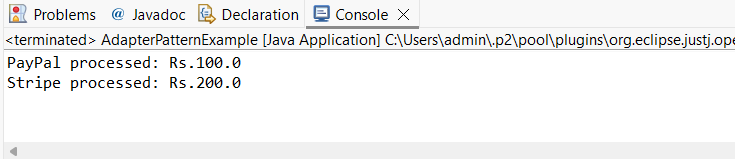 Problems @ Javadoc Declaration Console
<terminated> AdapterPatternExample [Java Application] C:\Users\admin\.p2\pool\plugins\org.eclipse.justj.ope
PayPal processed: Rs.100.0
Stripe processed: Rs.200.0